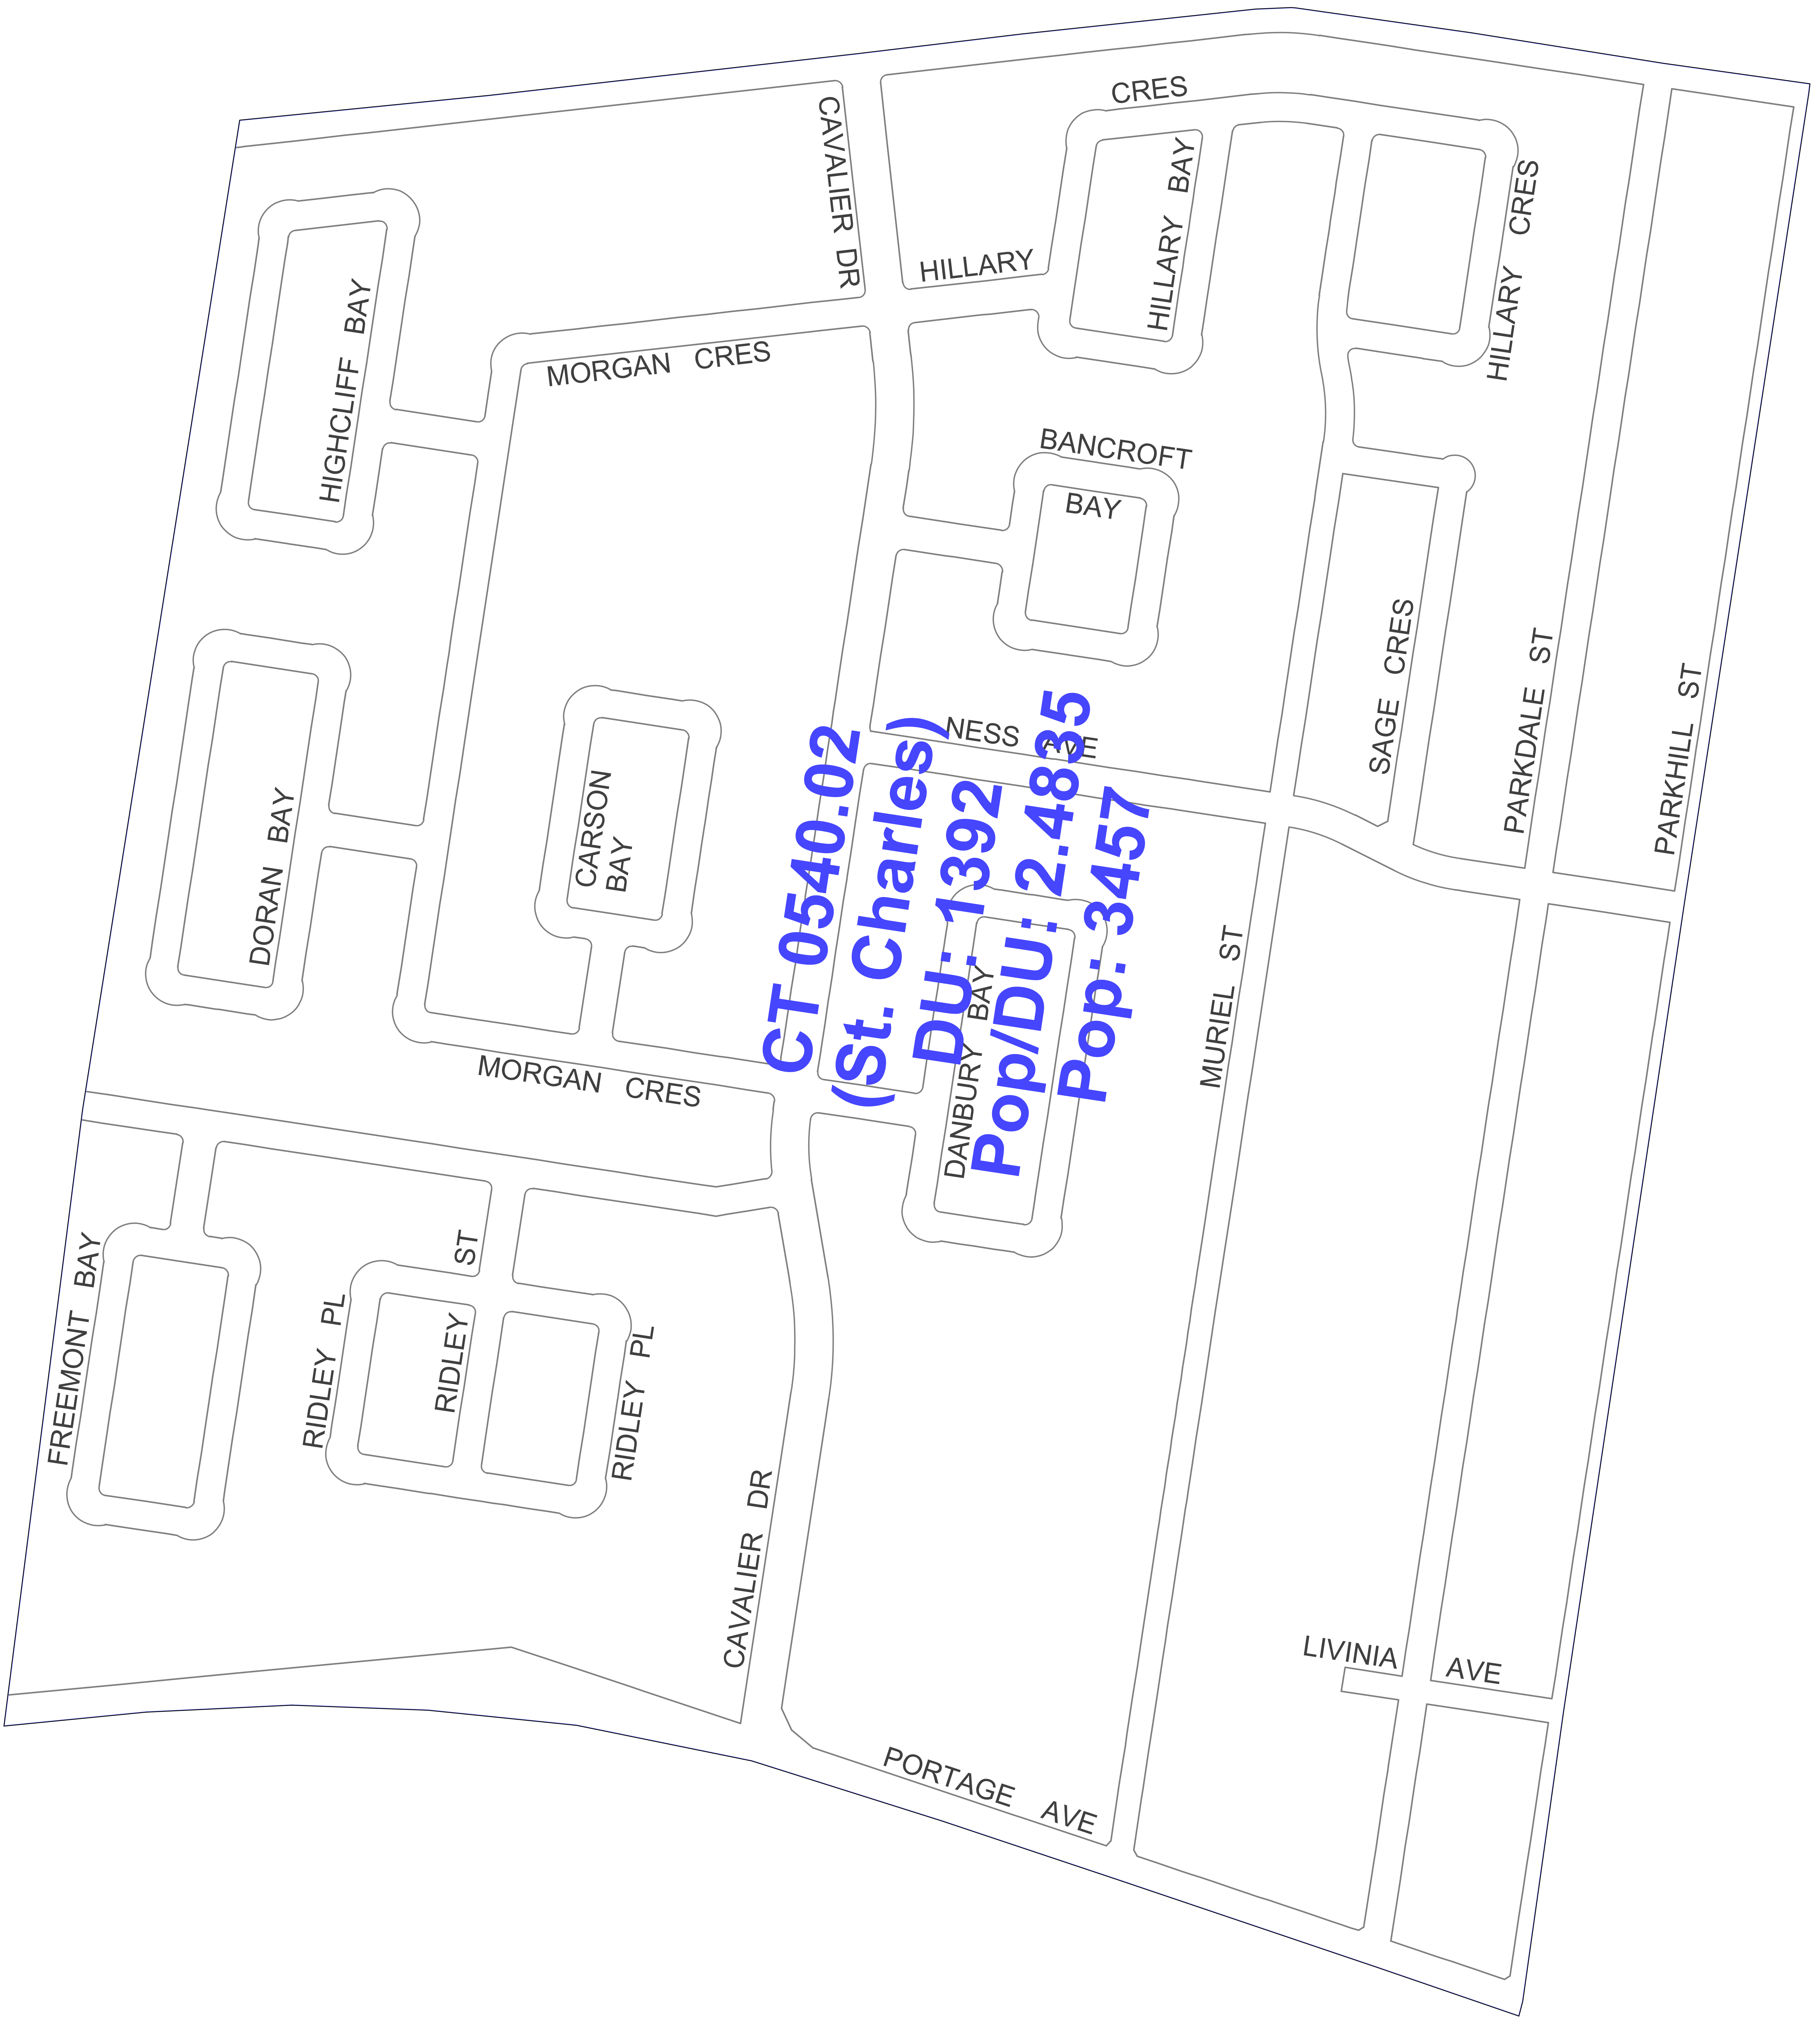 CRES
CAVALIER DR
HILLARY BAY
HILLARY CRES
HILLARY
HIGHCLIFF BAY
MORGAN CRES
BANCROFT
BAY
SAGE CRES
PARKDALE ST
PARKHILL ST
NESS AVE
CT 0540.02
(St. Charles)
DU: 1392
Pop/DU: 2.4835
Pop: 3457
CARSON
BAY
DORAN BAY
MURIEL ST
DANBURY BAY
MORGAN CRES
FREEMONT BAY
RIDLEY PL
RIDLEY ST
RIDLEY PL
CAVALIER DR
LIVINIA AVE
PORTAGE AVE